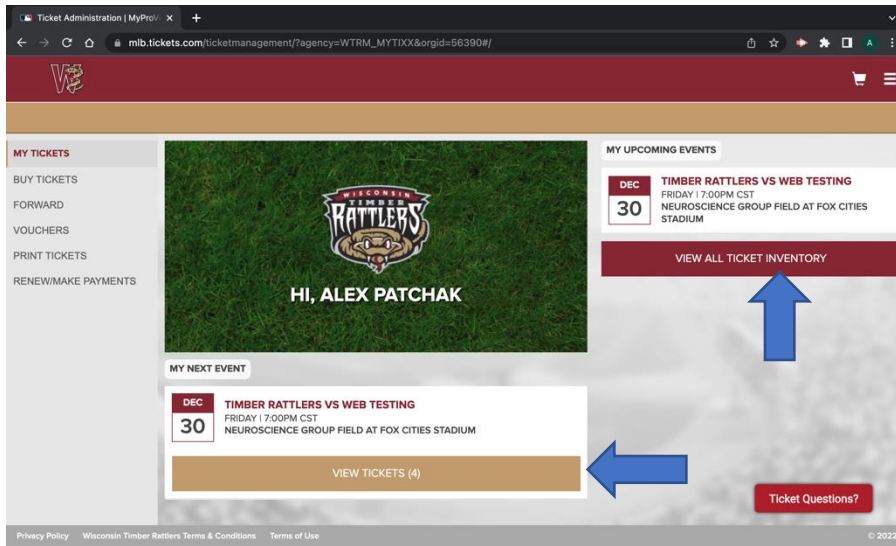 Ticket Administration | MyProV
mlb.tickets.com/ticketmanagement/?agency=WTRM_MYTIXX&orgid=56390#/
A
W
MY TICKETS
BUY TICKETS
FORWARD
VOUCHERS
PRINT TICKETS
RENEW/MAKE PAYMENTS
WISCONSIN
TIMBER
RATTLERS
HI, ALEX PATCHAK
MY NEXT EVENT
DEC
30
TIMBER RATTLERS VS WEB TESTING
FRIDAY | 7:00PM CST
NEUROSCIENCE GROUP FIELD AT FOX CITIES STADIUM
VIEW TICKETS (4)
MY UPCOMING EVENTS
DEC
30
TIMBER RATTLERS VS WEB TESTING
FRIDAY | 7:00PM CST
NEUROSCIENCE GROUP FIELD AT FOX CITIES
STADIUM
VIEW ALL TICKET INVENTORY
Ticket Questions?
Privacy Policy Wisconsin Timber Rattlers Terms & Conditions Terms of Use
© 2022